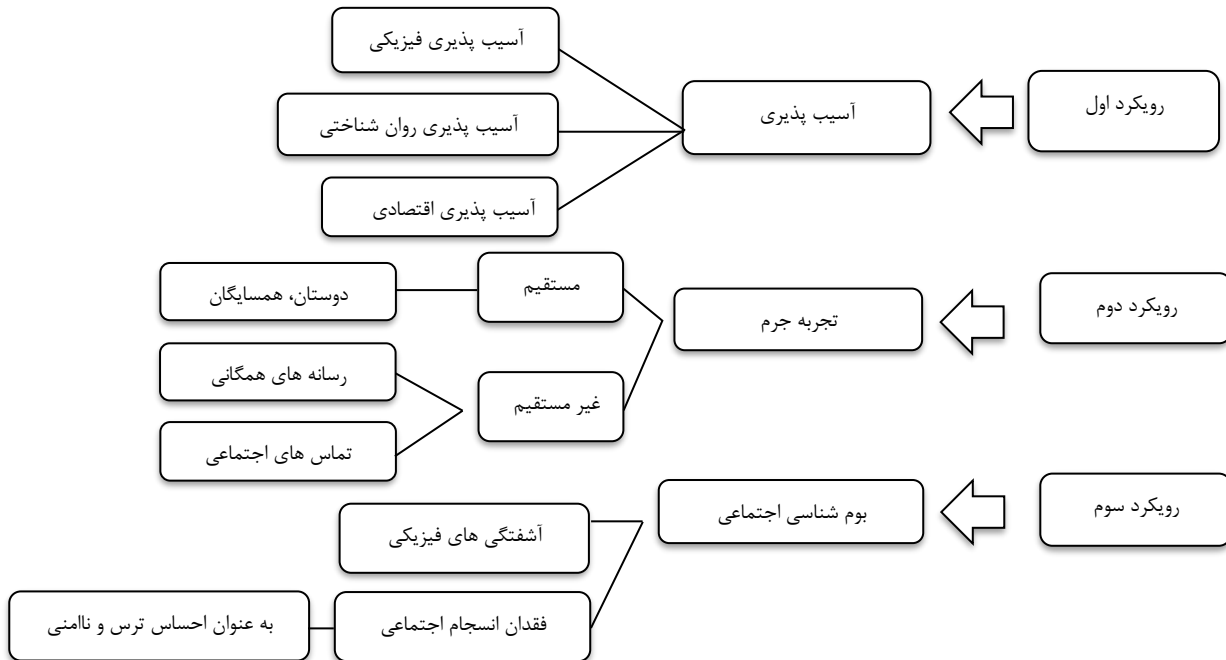 رویکرد اول
آسیب پذیری
آسیب پذیری فیزیکی
آسیب پذیری روان شناختی
آسیب پذیری اقتصادی
رویکرد دوم
تجربه جرم
مستقیم
دوستان، همسایگان
غیر مستقیم
رسانه های همگانی
تماس های اجتماعی
رویکرد سوم
بوم شناسی اجتماعی
آشفتگی های فیزیکی
فقدان انسجام اجتماعی
به عنوان احساس ترس و ناامنی